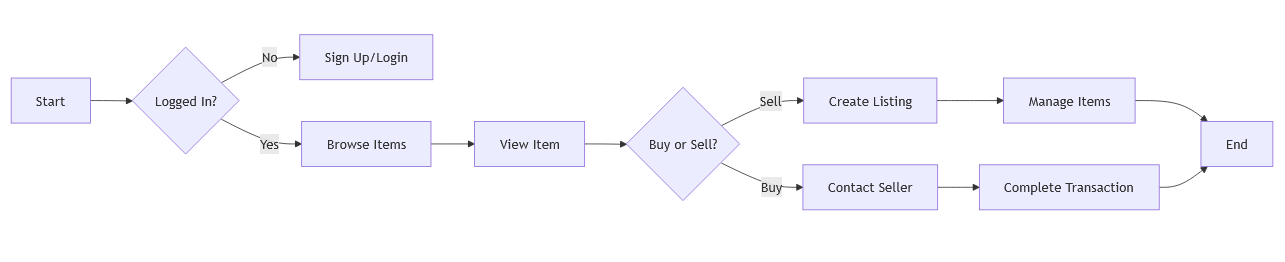 Start
Logged In?
No
Sign Up/Login
Yes
Browse Items
View Item
Buy or Sell?
Sell
Create Listing
Manage Items
Buy
Contact Seller
Complete Transaction
End